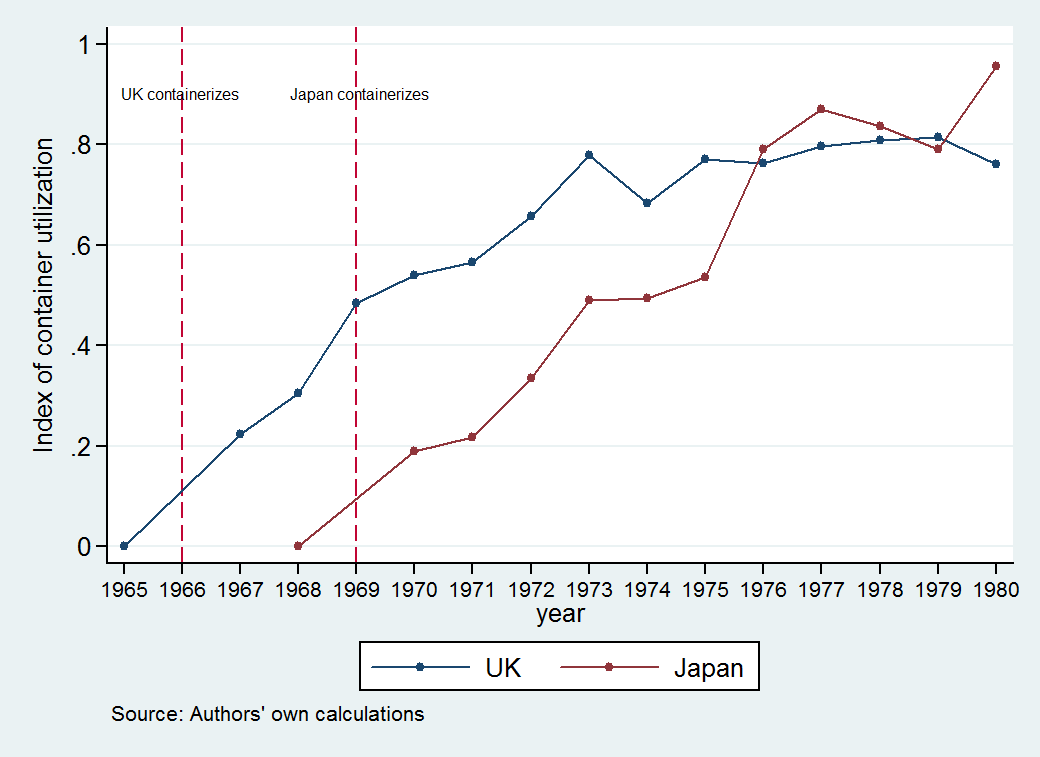 1
.8
.6
.4
.2
0
Index of container utilization
UK containerizes
Japan containerizes
1965 1966 1967 1968 1969 1970 1971 1972 1973 1974 1975 1976 1977 1978 1979 1980
year
UK Japan
Source: Authors' own calculations